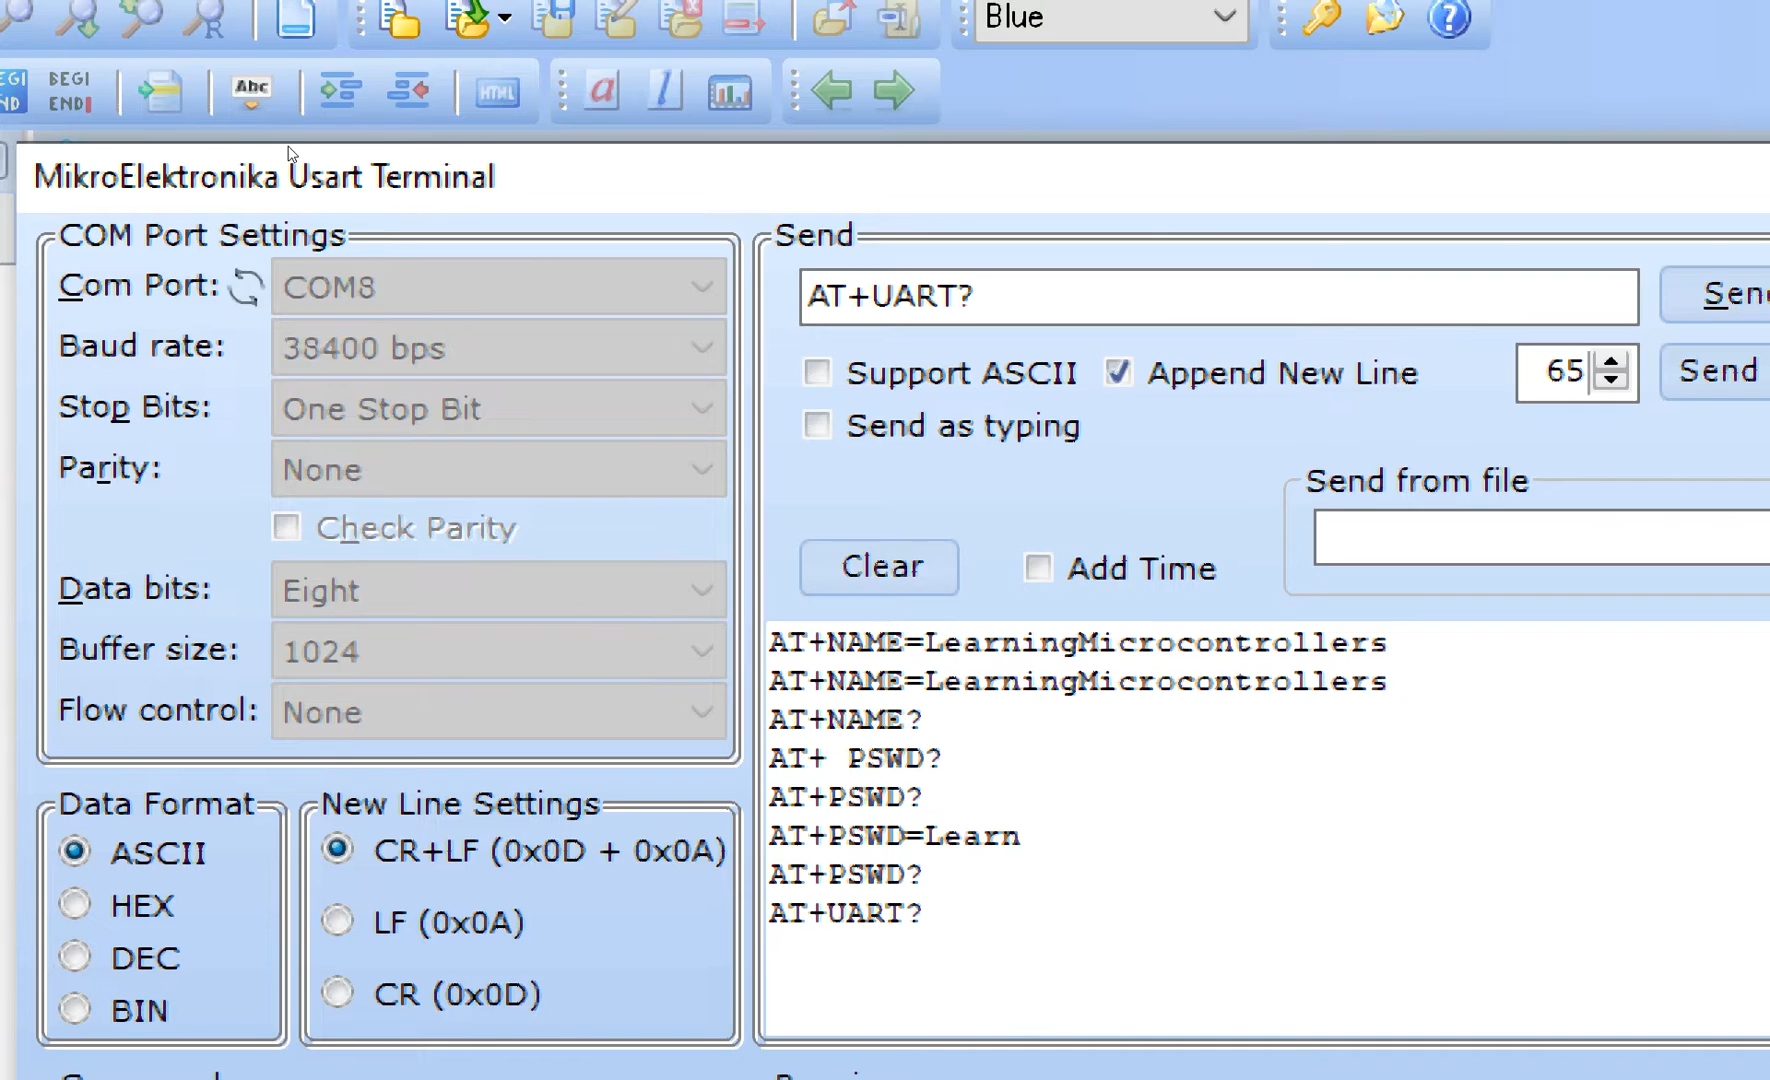 Blue
BEGI
END
BEGI
END
Abc
HTML
a
MikroElektronika Usart Terminal
COM Port Settings
Com Port: COM8
Baud rate: 38400 bps
Stop Bits: One Stop Bit
Parity: None
Check Parity
Data bits: Eight
Buffer size: 1024
Flow control: None
Data Format
ASCII
HEX
DEC
BIN
New Line Settings
CR+LF (0x0D + 0x0A)
LF (0x0A)
CR (0x0D)
Send
AT+UART?
Send
Support ASCII
Append New Line
65
Send
Send as typing
Send from file
Clear
Add Time
AT+NAME=LearningMicrocontrollers
AT+NAME=LearningMicrocontrollers
AT+NAME?
AT+ PSWD?
AT+PSWD?
AT+PSWD=Learn
AT+PSWD?
AT+UART?